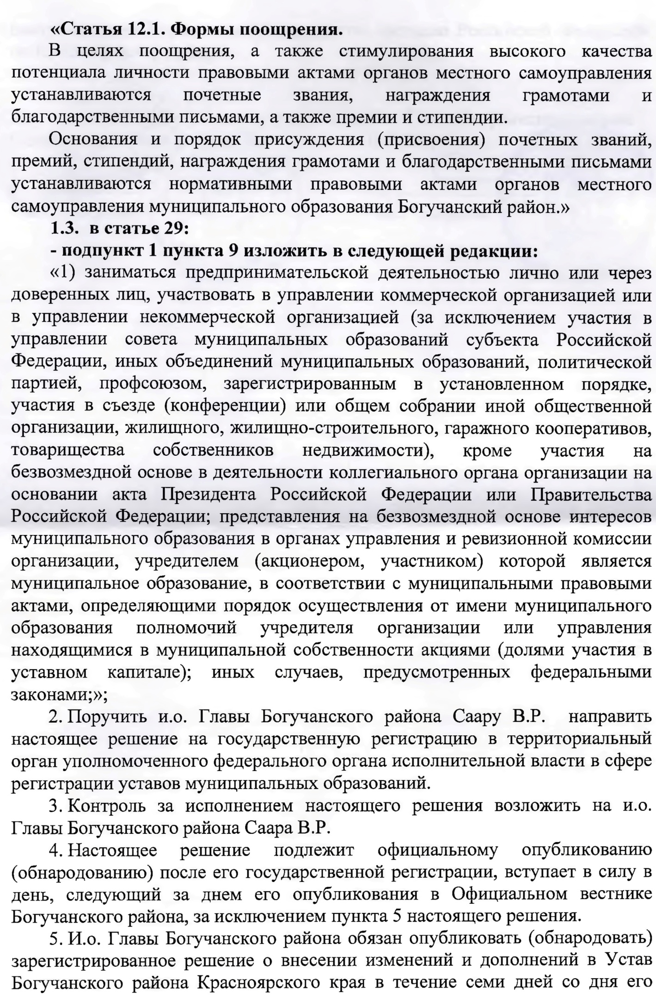 «Статья 12.1. Формы поощрения.
В целях поощрения, а также стимулирования высокого качества
потенциала личности правовыми актами органов местного самоуправления
устанавливаются почетные звания, награждения грамотами и
благодарственными письмами, а также премии и стипендии.
Основания и порядок присуждения (присвоения) почетных званий,
премий, стипендий, награждения грамотами и благодарственными письмами
устанавливаются нормативными правовыми актами органов местного
самоуправления муниципального образования Богучанский район.»
1.3. в статье 29:
- подпункт 1 пункта 9 изложить в следующей редакции:
«1) заниматься предпринимательской деятельностью лично или через
доверенных лиц, участвовать в управлении коммерческой организацией или
в управлении некоммерческой организацией (за исключением участия в
управлении совета муниципальных образований субъекта Российской
Федерации, иных объединений муниципальных образований, политической
партией, профсоюзом, зарегистрированным в установленном порядке,
участия в съезде (конференции) или общем собрании иной общественной
организации, жилищного, жилищно-строительного, гаражного кооперативов,
товарищества собственников недвижимости), кроме участия на
безвозмездной основе в деятельности коллегиального органа организации на
основании акта Президента Российской Федерации или Правительства
Российской Федерации; представления на безвозмездной основе интересов
муниципального образования в органах управления и ревизионной комиссии
организации, учредителем (акционером, участником) которой является
муниципальное образование, в соответствии с муниципальными правовыми
актами, определяющими порядок осуществления от имени муниципального
образования полномочий учредителя организации или управления
находящимися в муниципальной собственности акциями (долями участия в
уставном капитале); иных случаев, предусмотренных федеральными
законами;»;
2. Поручить и.о. Главы Богучанского района Саару В.Р. направить
настоящее решение на государственную регистрацию в территориальный
орган уполномоченного федерального органа исполнительной власти в сфере
регистрации уставов муниципальных образований.
3. Контроль за исполнением настоящего решения возложить на и.о.
Главы Богучанского района Саара В.Р.
4. Настоящее решение подлежит официальному опубликованию
(обнародованию) после его государственной регистрации, вступает в силу в
день, следующий за днем его опубликования в Официальном вестнике
Богучанского района, за исключением пункта 5 настоящего решения.
5. И.о. Главы Богучанского района обязан опубликовать (обнародовать)
зарегистрированное решение о внесении изменений и дополнений в Устав
Богучанского района Красноярского края в течение семи дней со дня его